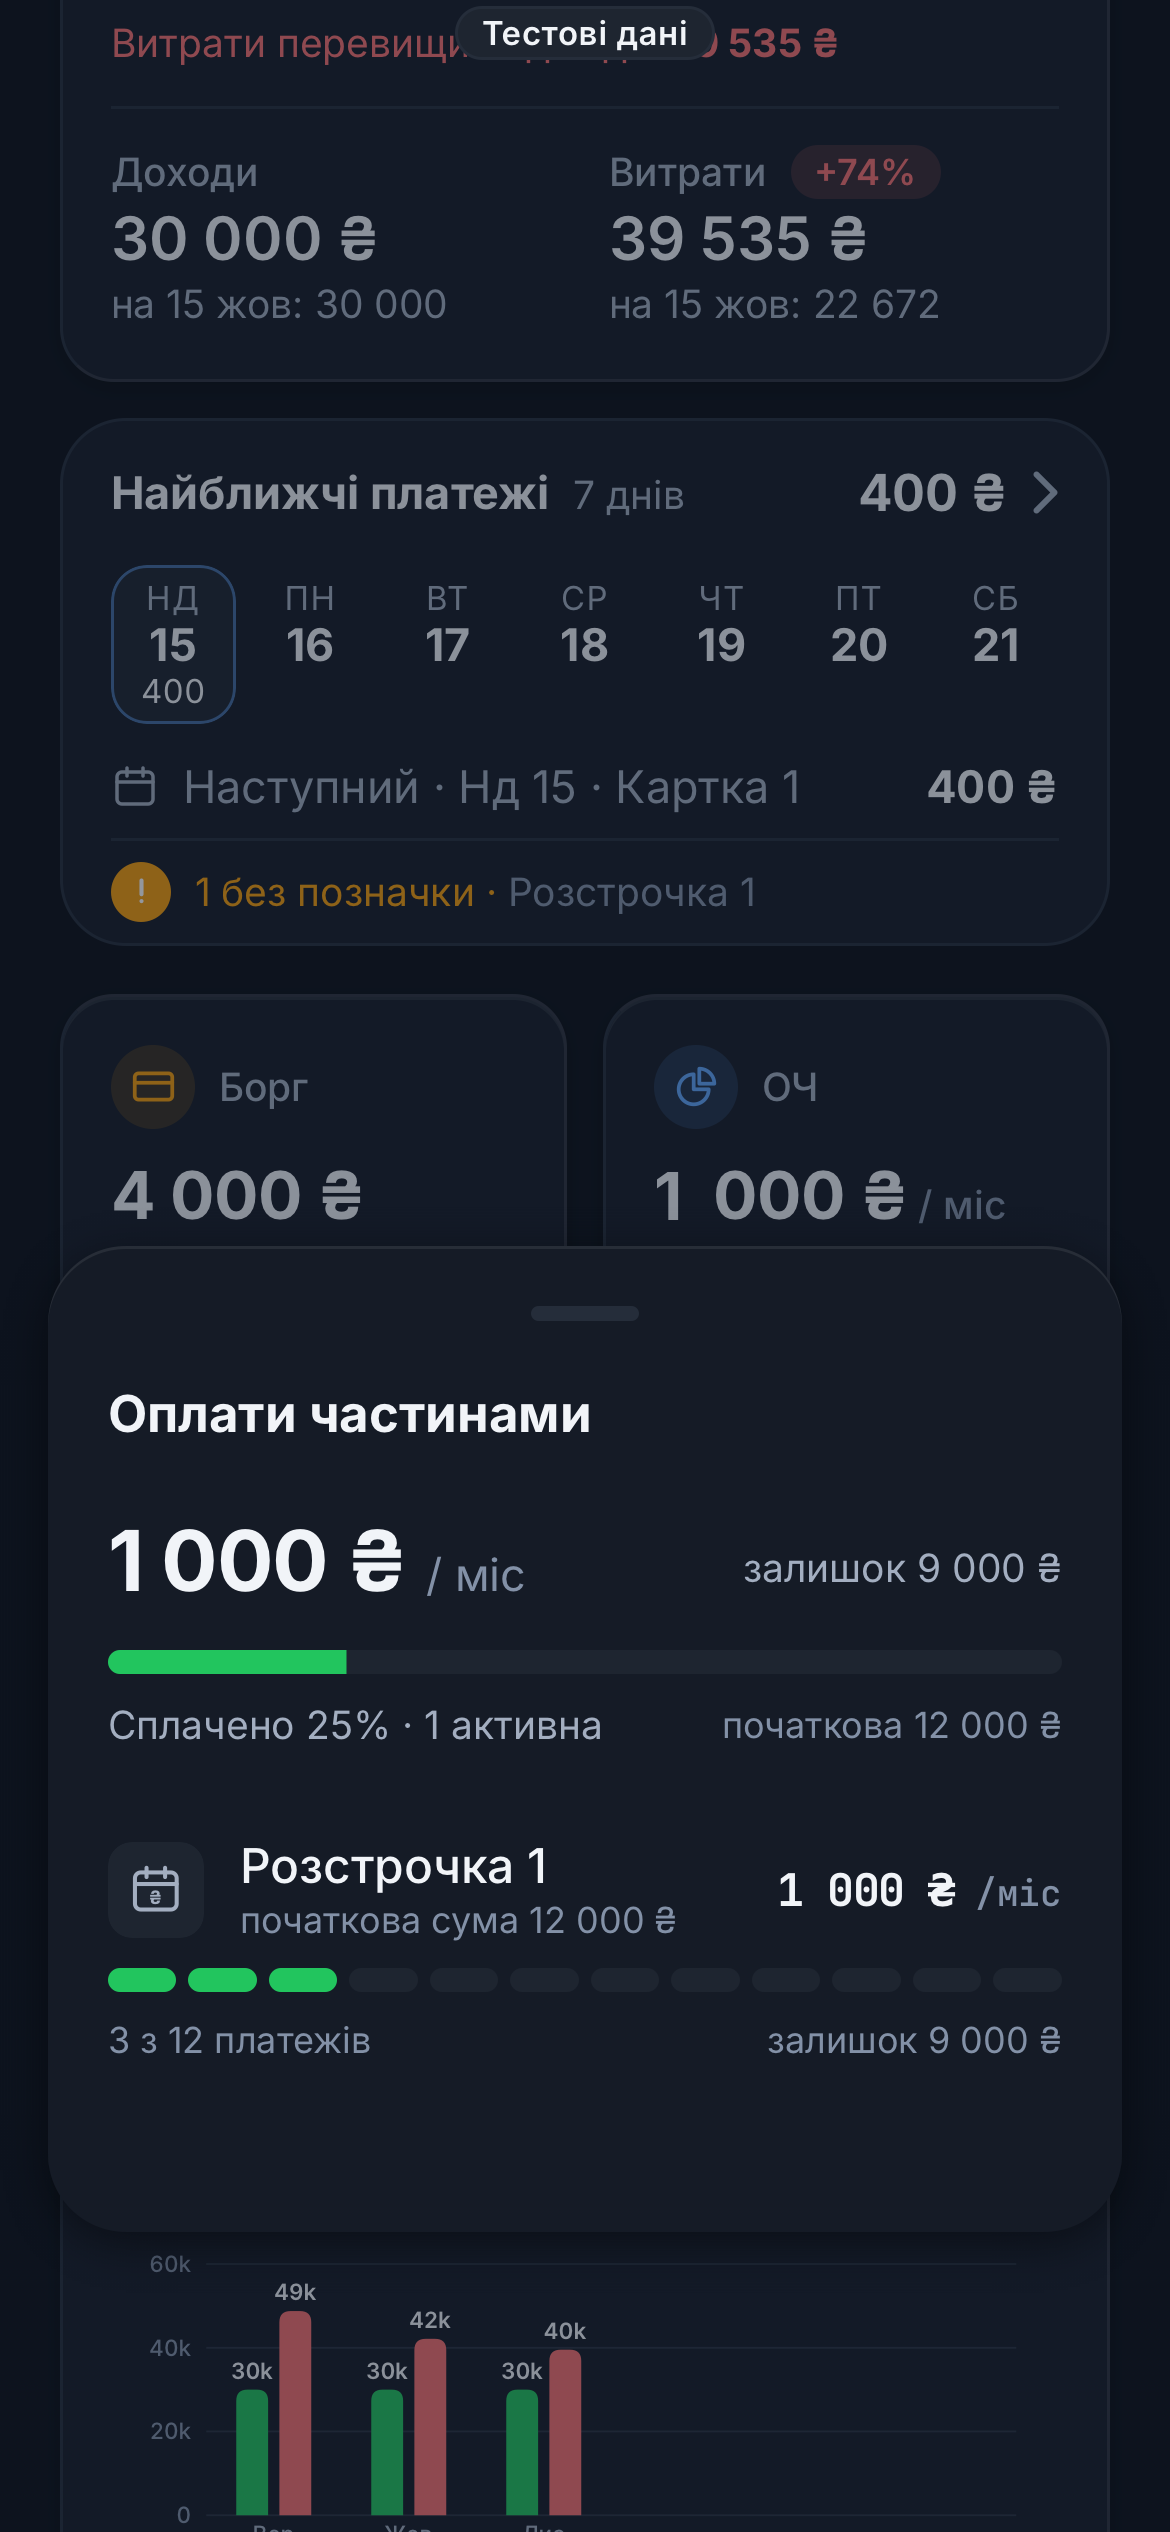 Тестові дані
Витрати 535 ₴
Доходи
30 000 ₴
на 15 жов: 30 000
Витрати +74%
39 535 ₴
на 15 жов: 22 672
Найближчі платежі 7 днів 400 ₴
НД ПН ВТ СР ЧТ ПТ СБ
15 16 17 18 19 20 21
400
Наступний · Нд 15 · Картка 1 400 ₴
! 1 без позначки · Розстрочка 1
Борг
4 000 ₴
ОЧ
1 000 ₴ / міс
Оплати частинами
1 000 ₴ / міс залишок 9 000 ₴
Сплачено 25% · 1 активна початкова 12 000 ₴
Розстрочка 1
початкова сума 12 000 ₴
1 000 ₴ /міс
3 з 12 платежів залишок 9 000 ₴
60k
49k
42k
40k
40k
30k 30k 30k
20k
0